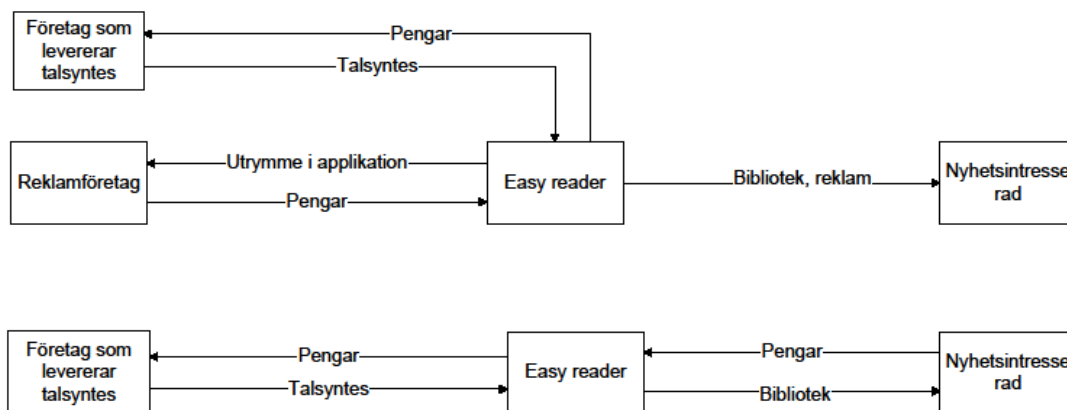 Företag som
levererar
talsyntes
Pengar
Talsyntes
Reklamföretag
Utrymme i applikation
Pengar
Easy reader
Bibliotek, reklam
Nyhetsintresse
rad
Företag som
levererar
talsyntes
Pengar
Talsyntes
Easy reader
Pengar
Bibliotek
Nyhetsintresse
rad